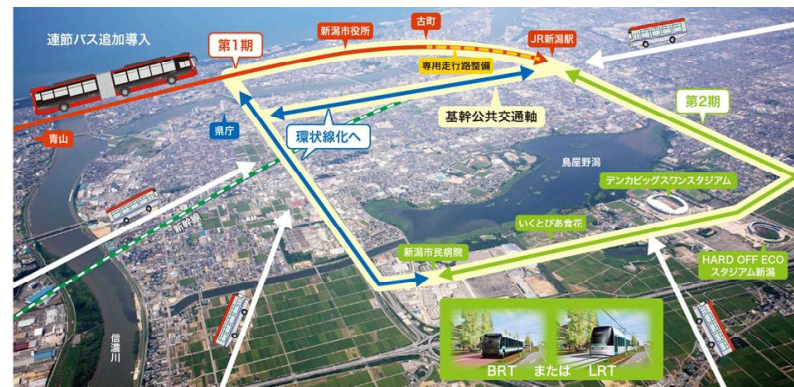 連節バス追加導入
第1期
新潟市役所
古町
JR新潟駅
専用走行路整備
青山
県庁
環状線化へ
基幹公共交通軸
第2期
鳥屋野潟
デンカビッグスワンスタジアム
いくとぴあ食花
新潟市民病院
HARD OFF ECO
スタジアム新潟
新幹線
信濃川
BRT または LRT